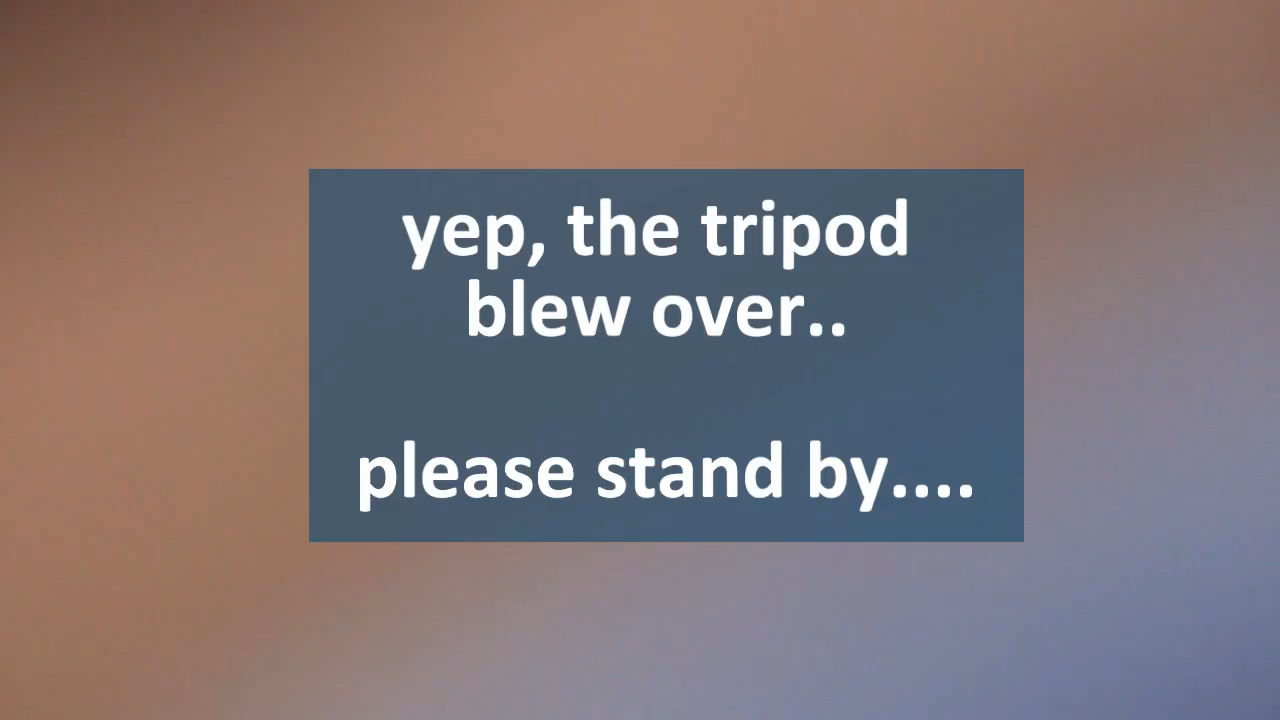 yep, the tripod
blew over..
please stand by....